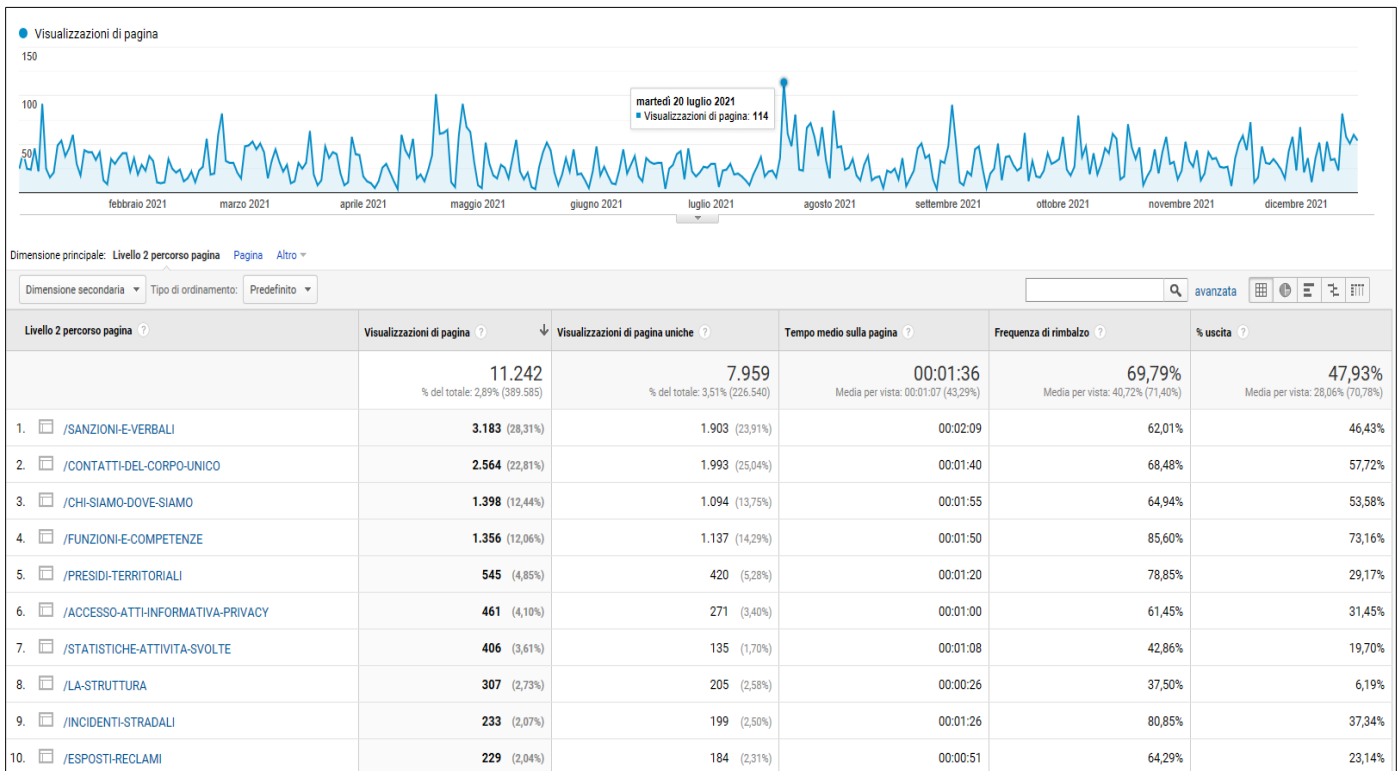 Visualizzazioni di pagina
150
100
50
martedì 20 luglio 2021
Visualizzazioni di pagina: 114
febbraio 2021 marzo 2021 aprile 2021 maggio 2021 giugno 2021 luglio 2021 agosto 2021 settembre 2021 ottobre 2021 novembre 2021 dicembre 2021
Dimensione principale: Livello 2 percorso pagina Pagina Altro
Dimensione secondaria Tipo di ordinamento: Predefinito avanzata
Livello 2 percorso pagina ? Visualizzazioni di pagina ? Visualizzazioni di pagina uniche ? Tempo medio sulla pagina ? Frequenza di rimbalzo ? % uscita ?
11.242 7.959 00:01:36 69,79% 47,93%
% del totale: 2,89% (389.585) % del totale: 3,51% (226.540) Media per vista: 00:01:07 (43,29%) Media per vista: 40,72% (71,40%) Media per vista: 28,06% (70,78%)
1. /SANZIONI-E-VERBALI 3.183 (28,31%) 1.903 (23,91%) 00:02:09 62,01% 46,43%
2. /CONTATTI-DEL-CORPO-UNICO 2.564 (22,81%) 1.993 (25,04%) 00:01:40 68,48% 57,72%
3. /CHI-SIAMO-DOVE-SIAMO 1.398 (12,44%) 1.094 (13,75%) 00:01:55 64,94% 53,58%
4. /FUNZIONI-E-COMPETENZE 1.356 (12,06%) 1.137 (14,29%) 00:01:50 85,60% 73,16%
5. /PRESIDI-TERRITORIALI 545 (4,85%) 420 (5,28%) 00:01:20 78,85% 29,17%
6. /ACCESSO-ATTI-INFORMATIVA-PRIVACY 461 (4,10%) 271 (3,40%) 00:01:00 61,45% 31,45%
7. /STATISTICHE-ATTIVITA-SVOLTE 406 (3,61%) 135 (1,70%) 00:01:08 42,86% 19,70%
8. /LA-STRUTTURA 307 (2,73%) 205 (2,58%) 00:00:26 37,50% 6,19%
9. /INCIDENTI-STRADALI 233 (2,07%) 199 (2,50%) 00:01:26 80,85% 37,34%
10. /ESPOSTI-RECLAMI 229 (2,04%) 184 (2,31%) 00:00:51 64,29% 23,14%